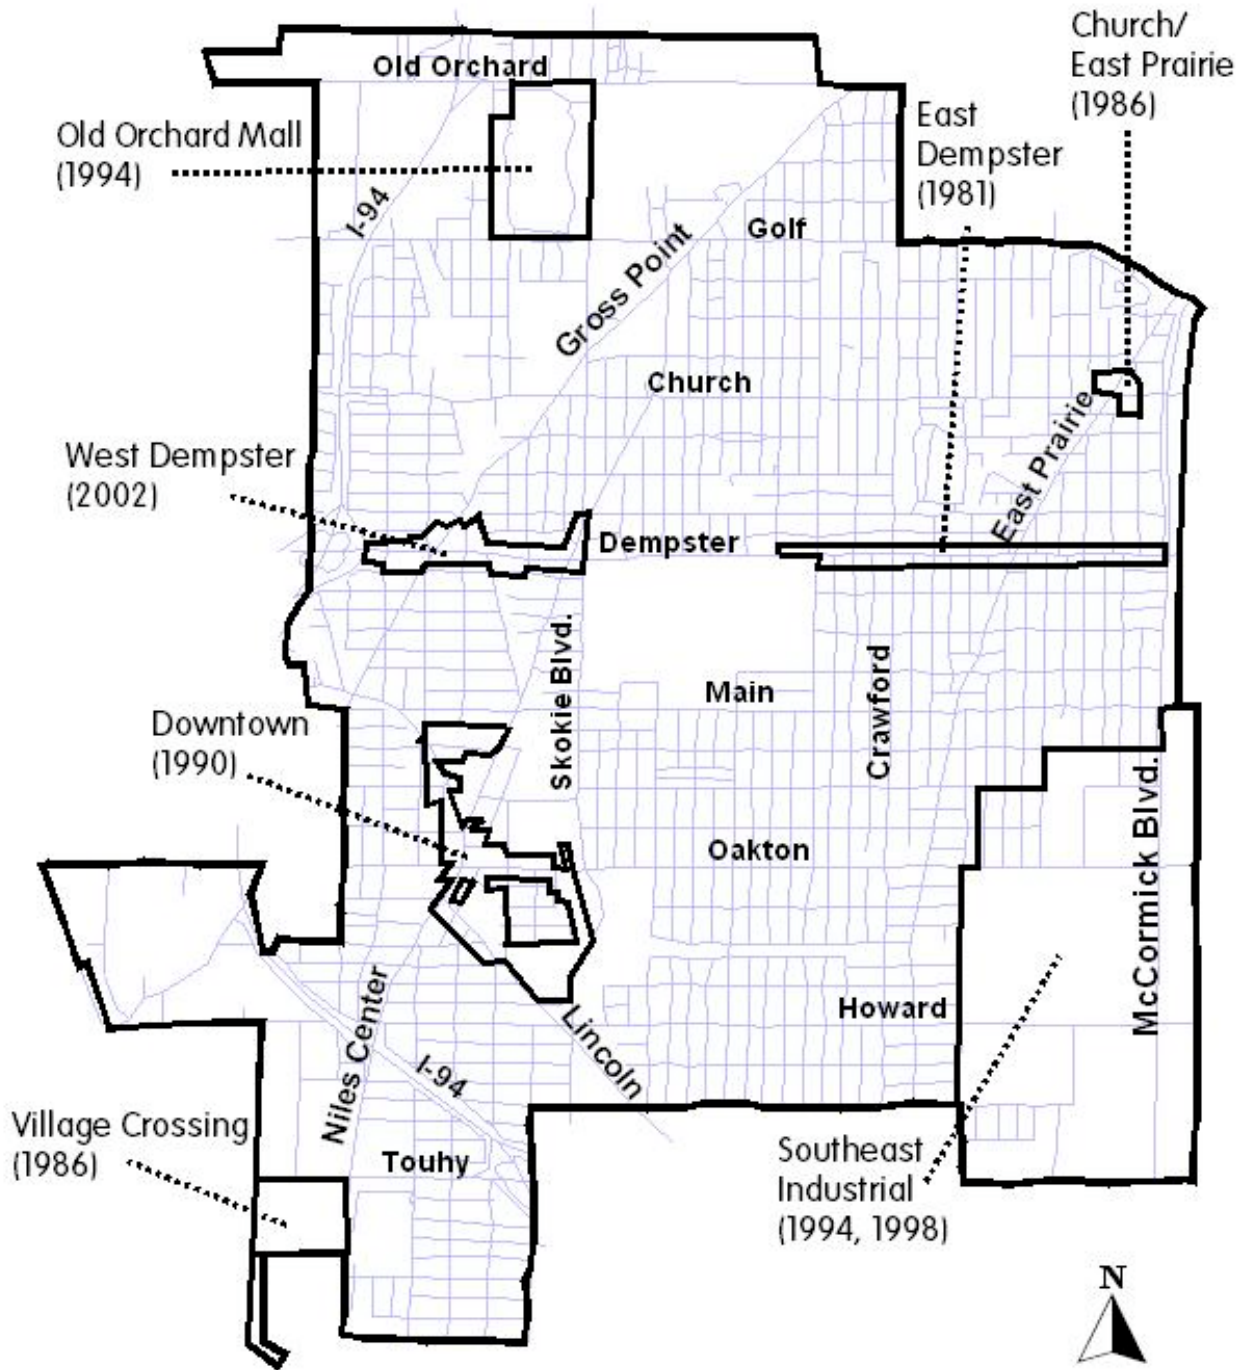 Church/
East Prairie
(1986)
Old Orchard
East
Dempster
(1981)
Old Orchard Mall
(1994)
I-94
Golf
Gross Point
Church
East Prairie
West Dempster
(2002)
Dempster
Skokie Blvd.
Crawford
Main
Downtown
(1990)
McCormick Blvd.
Oakton
Niles Center
Howard
Lincoln
I-94
Village Crossing
(1986)
Touhy
Southeast
Industrial
(1994, 1998)
N